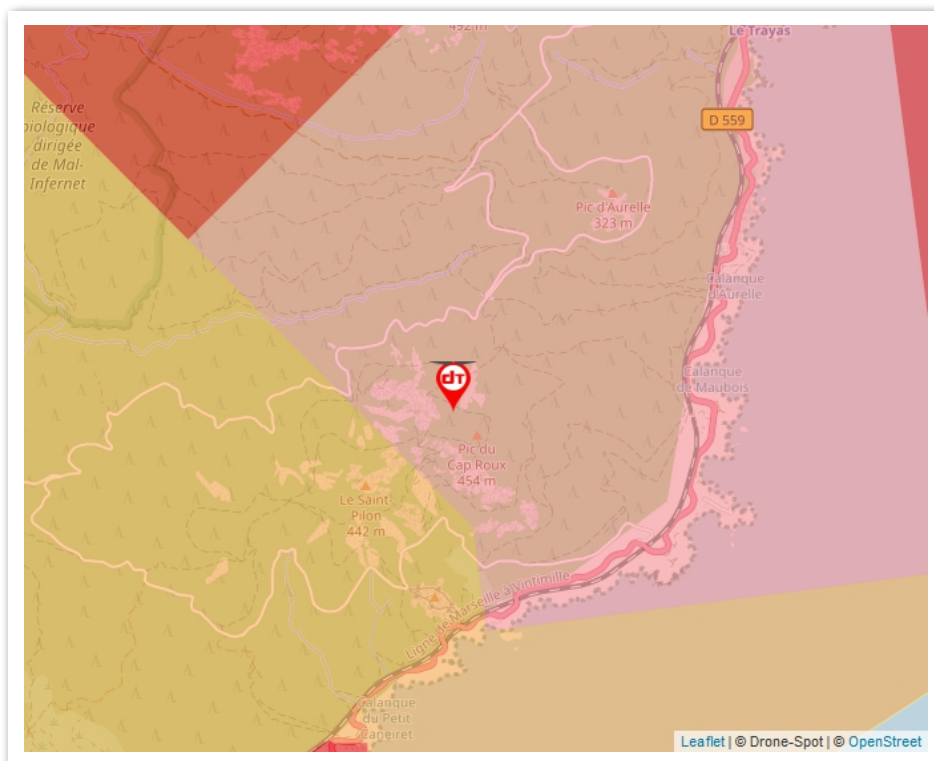 492 m
Le Trayas
Réserve
biologique
dirigée
de Mal-
Infernet
D 559
Pic d'Aurelle
323 m
Calanque
d'Aurelle
Calanque
de Maubois
dT
Pic du
Cap Roux
454 m
Le Saint-
Pilon
442 m
Ligne de Marseille à Vintimille
Calanque
du Petit
Caneiret
Leaflet | © Drone-Spot | © OpenStreet